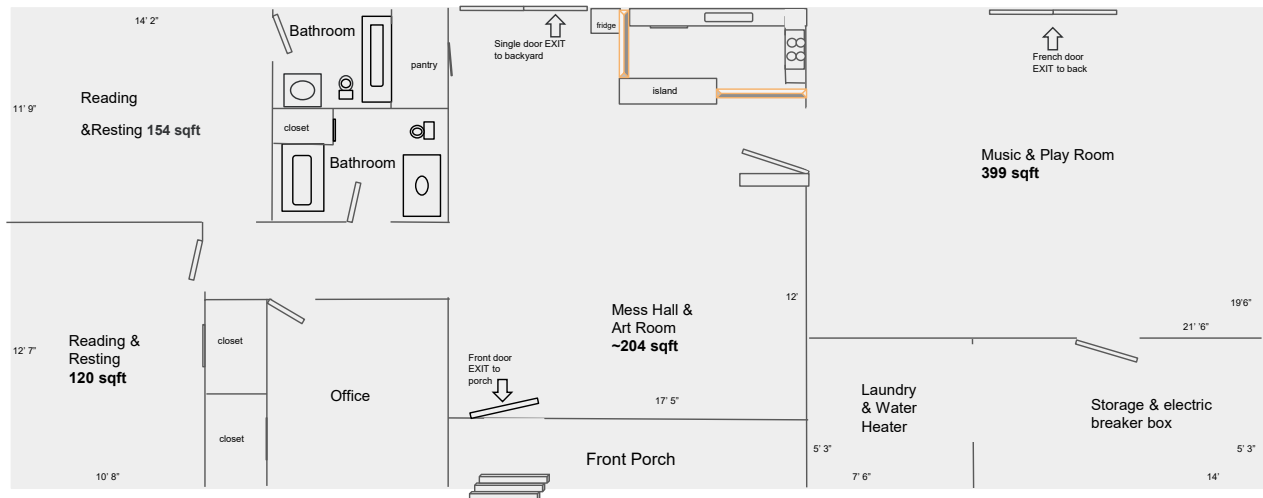 14' 2"
Bathroom
fridge
Single door EXIT
to backyard
French door
EXIT to back
pantry
island
11' 9"
Reading
&Resting 154 sqft
closet
Bathroom
Music & Play Room
399 sqft
12'
19'6"
21' '6"
Mess Hall &
Art Room
~204 sqft
12' 7"
Reading &
Resting
120 sqft
closet
Front door
EXIT to
porch
Office
17' 5"
Laundry
& Water
Heater
Storage & electric
breaker box
closet
Front Porch
5' 3"
5' 3"
10' 8"
7' 6"
14'